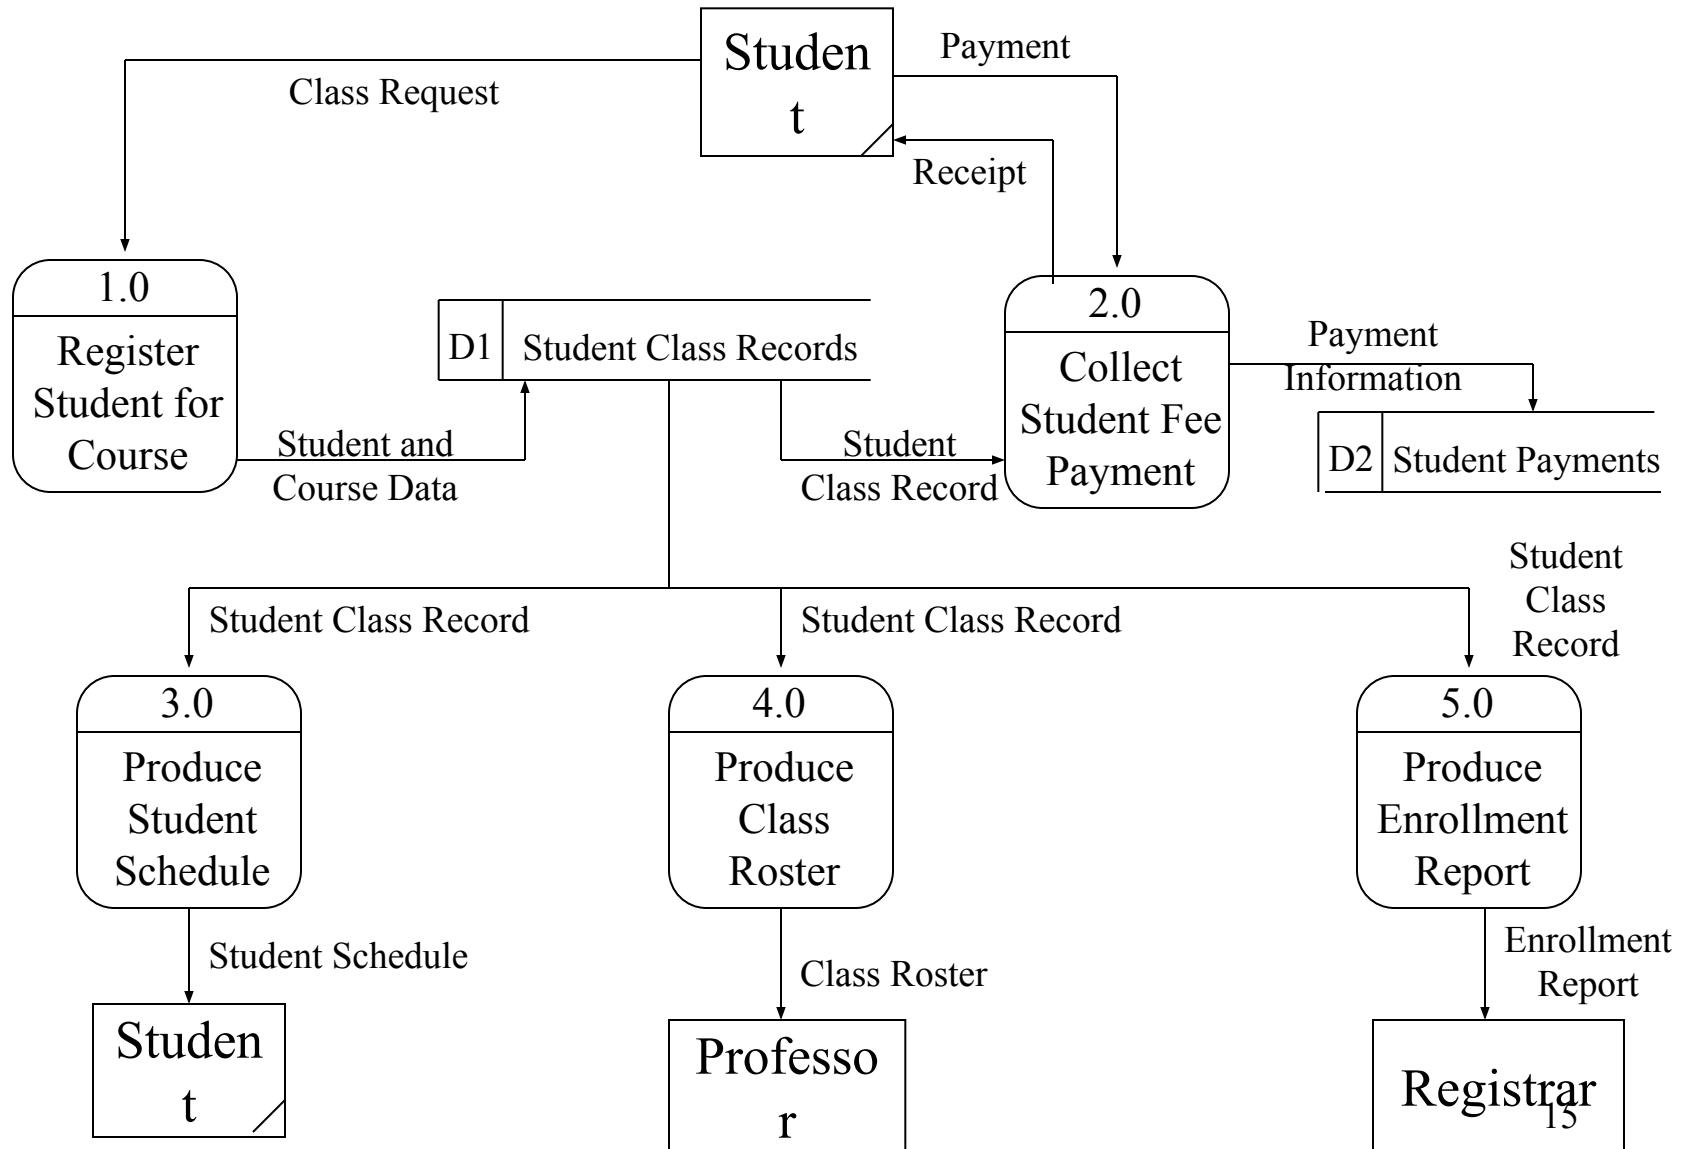 Studen
t
Payment
Class Request
Receipt
1.0
Register
Student for
Course
D1
Student Class Records
2.0
Collect
Student Fee
Payment
Payment
Information
Student and
Course Data
Student
Class Record
D2
Student Payments
Student Class Record
Student Class Record
Student
Class
Record
3.0
Produce
Student
Schedule
4.0
Produce
Class
Roster
5.0
Produce
Enrollment
Report
Student Schedule
Class Roster
Enrollment
Report
Studen
t
Professo
r
Registrar
15